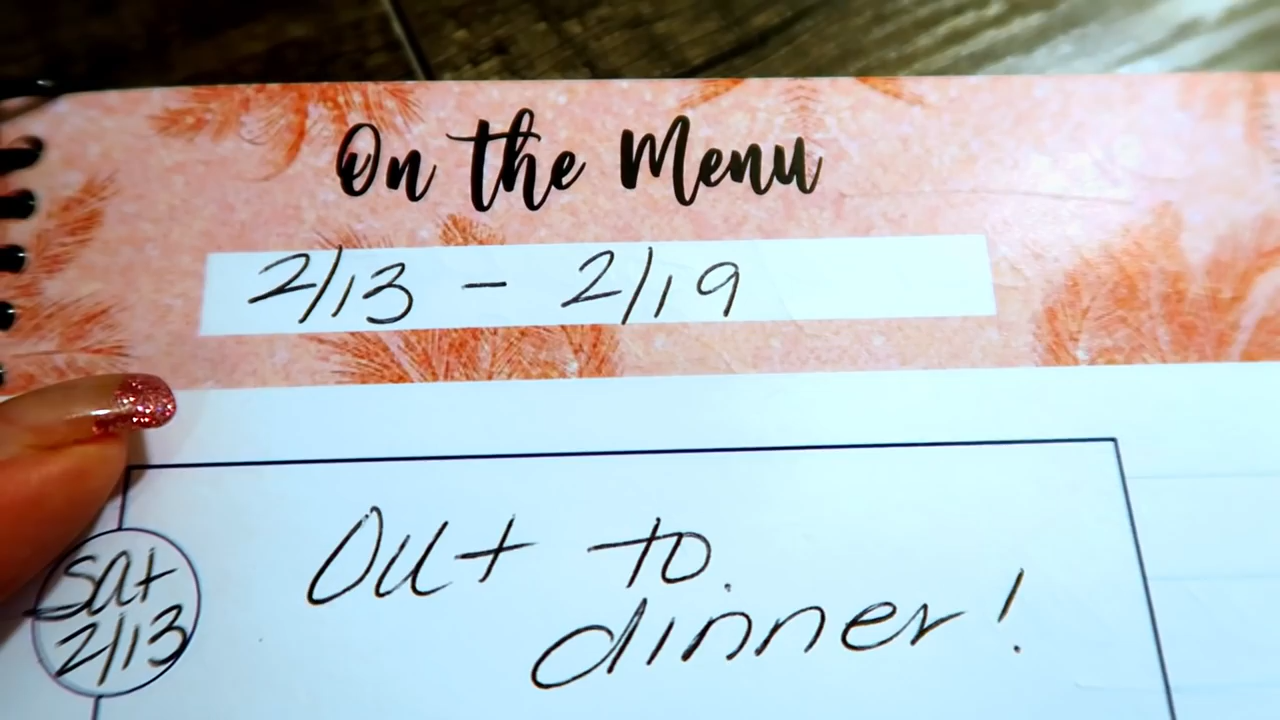 On the Menu
2/13 - 2/19
Out to
dinner!
Sat
2/13